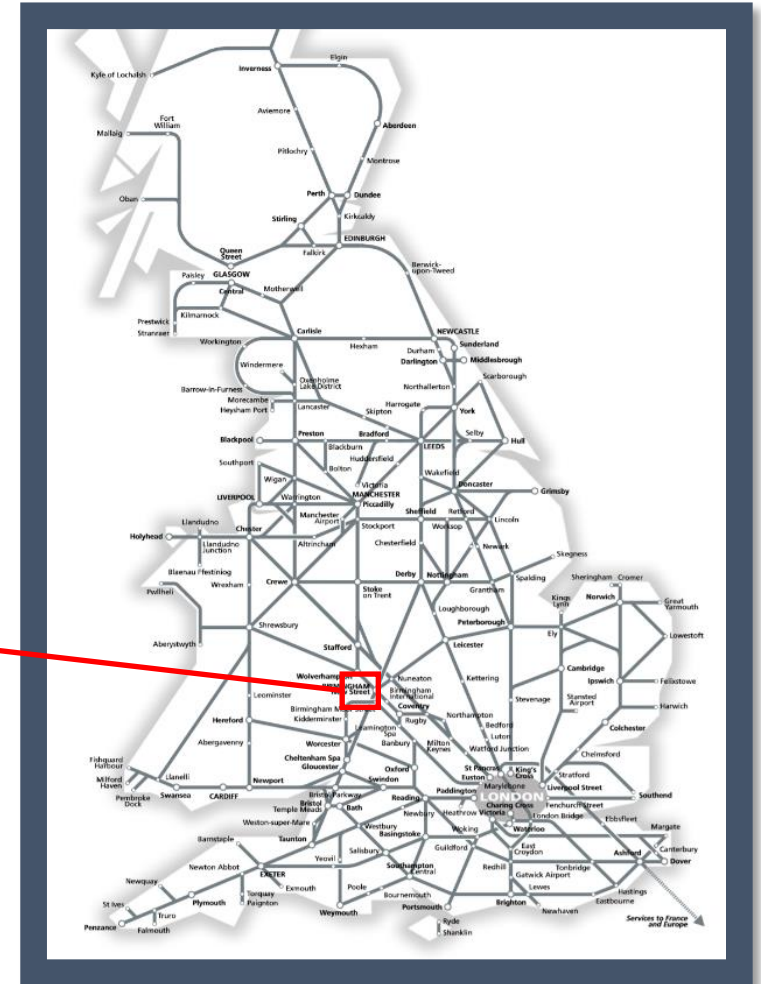 Elgin
Inverness
Kyle of Lochalsh
Aviemore
Fort
William
Aberdeen
Mallaig
Pitlochry
Montrose
Perth
Dundee
Oban
Kirkcaldy
Stirling
EDINBURGH
Queen
Street
Falkirk
Berwick-
upon-Tweed
Paisley
GLASGOW
Central
Motherwell
Kilmarnock
Prestwick
Stranraer
Carlisle
NEWCASTLE
Workington
Hexham
Sunderland
Durham
Darlington
Middlesbrough
Windermere
Scarborough
Oxenholme
Lake District
Barrow-in-Furness
Northallerton
Morecambe
Heysham Port
Lancaster
Harrogate
Skipton
York
Preston
Bradford
Selby
Blackpool
Blackburn
LEEDS
Hull
Huddersfield
Southport
Bolton
Wakefield
Wigan
Victoria
Doncaster
Grimsby
MANCHESTER
LIVERPOOL
Warrington
Piccadilly
Manchester
Airport
Sheffield
Retford
Lincoln
Llandudno
Stockport
Worksop
Holyhead
Chester
Llandudno
Junction
Altrincham
Chesterfield
Newark
Skegness
Blaenau Ffestiniog
Derby
Nottingham
Pwllheli
Wrexham
Crewe
Stoke
on Trent
Grantham
Spalding
Sheringham
Cromer
Kings
Lynn
Norwich
Great
Yarmouth
Loughborough
Peterborough
Shrewsbury
Ely
Lowestoft
Aberystwyth
Stafford
Leicester
Wolverhampton
Cambridge
Nuneaton
Kettering
Ipswich
Felixstowe
BIRMINGHAM
New Street
Birmingham
International
Stansted
Airport
Leominster
Coventry
Stevenage
Harwich
Birmingham Moor Street
Kidderminster
Northampton
Hereford
Rugby
Bedford
Colchester
Leamington
Spa
Luton
Abergavenny
Worcester
Banbury
Milton
Keynes
Watford Junction
Chelmsford
Cheltenham Spa
Gloucester
Fishguard
Harbour
Oxford
St Pancras
King's
Cross
Stratford
Euston
Milford
Haven
Llanelli
Newport
Swindon
Marylebone
Liverpool Street
Pembroke
Dock
Swansea
CARDIFF
Bristol Parkway
Paddington
LONDON
Southend
Bristol
Temple Meads
Bath
Reading
Charing Cross
Fenchurch Street
Newbury
Heathrow
Victoria
London Bridge
Ebbsfleet
Weston-super-Mare
Westbury
Basingstoke
Woking
Waterloo
Margate
Barnstaple
Taunton
Salisbury
Guildford
East
Croydon
Canterbury
Yeovil
Ashford
Dover
Newton Abbot
Southampton
Central
Redhill
Tonbridge
EXETER
Gatwick Airport
Newquay
Exmouth
Poole
Bournemouth
Lewes
Hastings
Torquay
Paignton
Eastbourne
St Ives
Plymouth
Weymouth
Portsmouth
Brighton
Newhaven
Truro
Penzance
Falmouth
Ryde
Shanklin
Services to France
and Europe